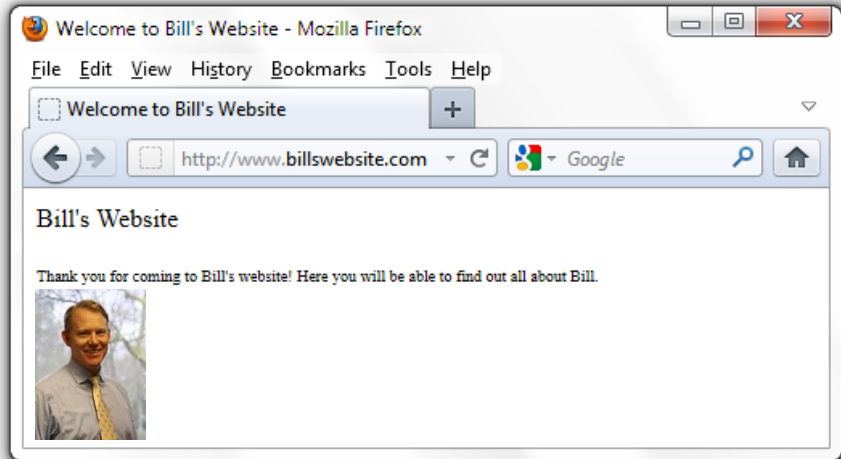 Welcome to Bill's Website - Mozilla Firefox
File Edit View History Bookmarks Tools Help
Welcome to Bill's Website
http://www.billswebsite.com Google
Bill's Website
Thank you for coming to Bill's website! Here you will be able to find out all about Bill.